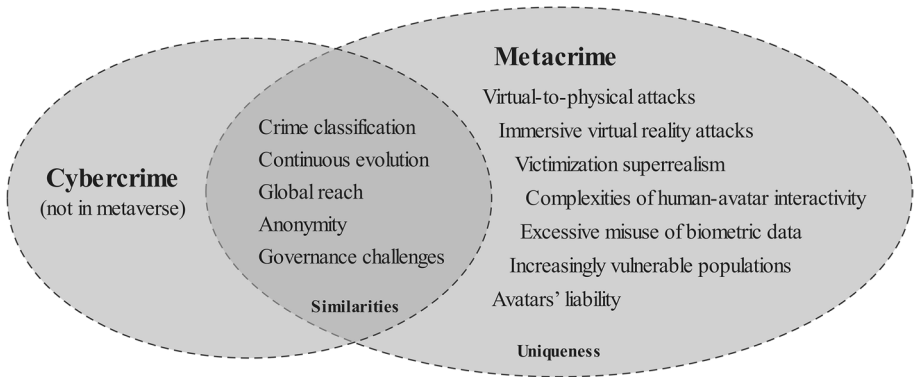 Cybercrime
(not in metaverse)
Crime classification
Continuous evolution
Global reach
Anonymity
Governance challenges
Similarities
Metacrime
Virtual-to-physical attacks
Immersive virtual reality attacks
Victimization superrealism
Complexities of human-avatar interactivity
Excessive misuse of biometric data
Increasingly vulnerable populations
Avatars’ liability
Uniqueness